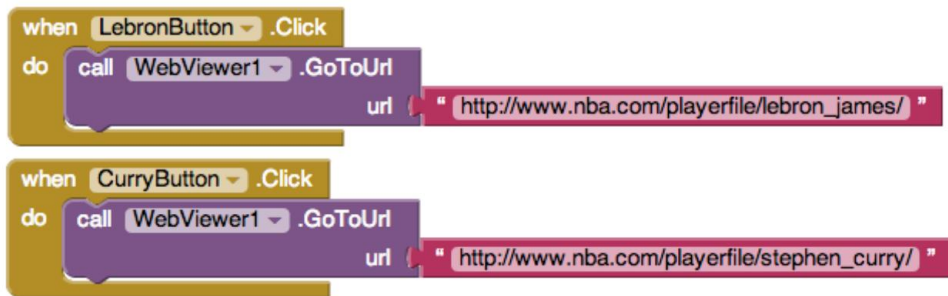 when LebronButton .Click
do call WebViewer1 .GoToUrl
url " http://www.nba.com/playerfile/lebron_james/ "
when CurryButton .Click
do call WebViewer1 .GoToUrl
url " http://www.nba.com/playerfile/stephen_curry/ "